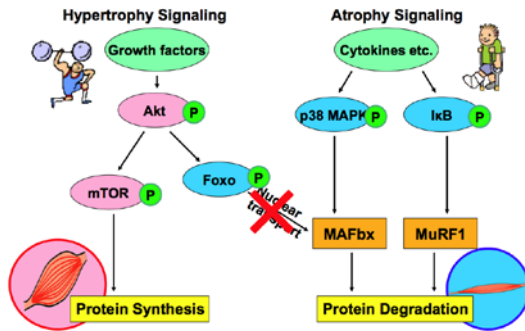 Hypertrophy Signaling
Atrophy Signaling
Growth factors
Cytokines etc.
Akt
P
p38 MAPK
P
IκB
P
mTOR
P
Foxo
P
Nuclear
transport
MAFbx
MuRF1
Protein Synthesis
Protein Degradation